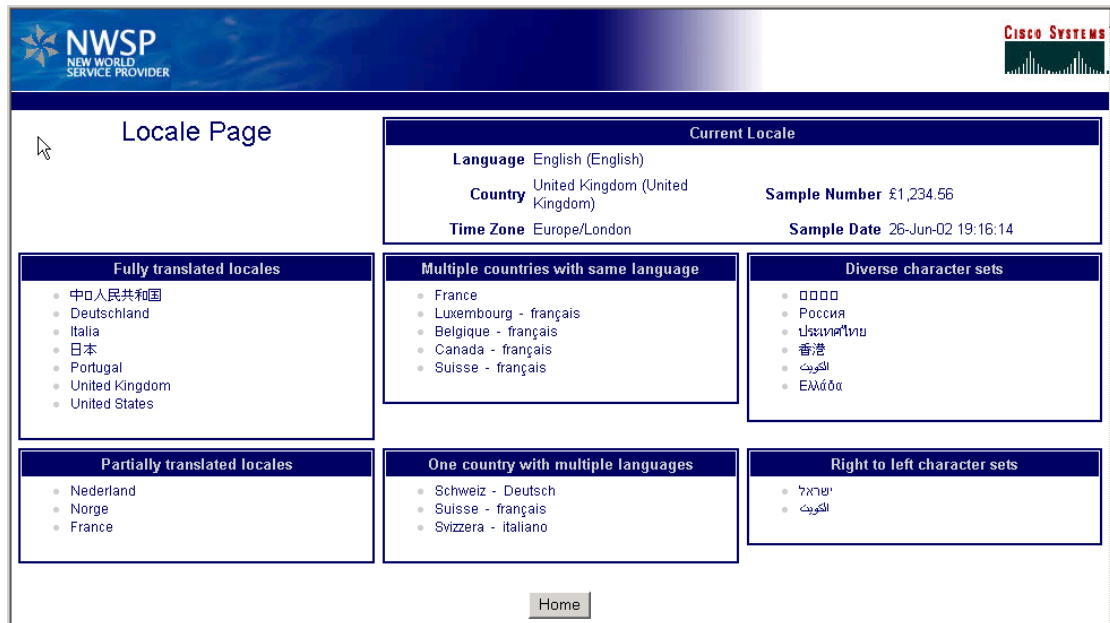 NWSP
NEW WORLD
SERVICE PROVIDER
CISCO SYSTEMS
Locale Page
Current Locale
Language English (English)
Country United Kingdom (United Kingdom)
Sample Number £1,234.56
Time Zone Europe/London
Sample Date 26-Jun-02 19:16:14
Fully translated locales
中□人民共和国
Deutschland
Italia
日本
Portugal
United Kingdom
United States
Multiple countries with same language
France
Luxembourg - français
Belgique - français
Canada - français
Suisse - français
Diverse character sets
□□□□
Россия
ประเทศไทย
香港
الكويت
Ελλάδα
Partially translated locales
Nederland
Norge
France
One country with multiple languages
Schweiz - Deutsch
Suisse - français
Svizzera - italiano
Right to left character sets
ישראל
الكويت
Home